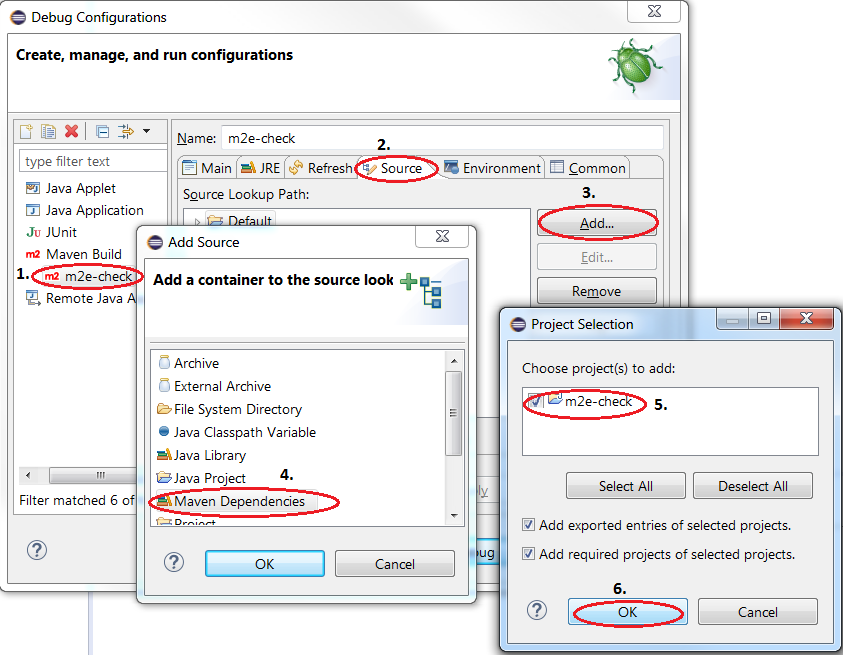 Debug Configurations
Create, manage, and run configurations
type filter text
Java Applet
Java Application
Ju JUnit
m2 Maven Build
1. m2 m2e-check
Remote Java A
Filter matched 6 of
Name: m2e-check
2.
Main JRE Refresh Source Environment Common
Source Lookup Path:
Default
3.
Add...
Edit...
Remove
Add Source
Add a container to the source look
Archive
External Archive
File System Directory
Java Classpath Variable
Java Library
Java Project
4.
Maven Dependencies
Project
OK Cancel
Project Selection
Choose project(s) to add:
m2e-check 5.
Select All Deselect All
Add exported entries of selected projects.
Add required projects of selected projects.
6.
OK Cancel